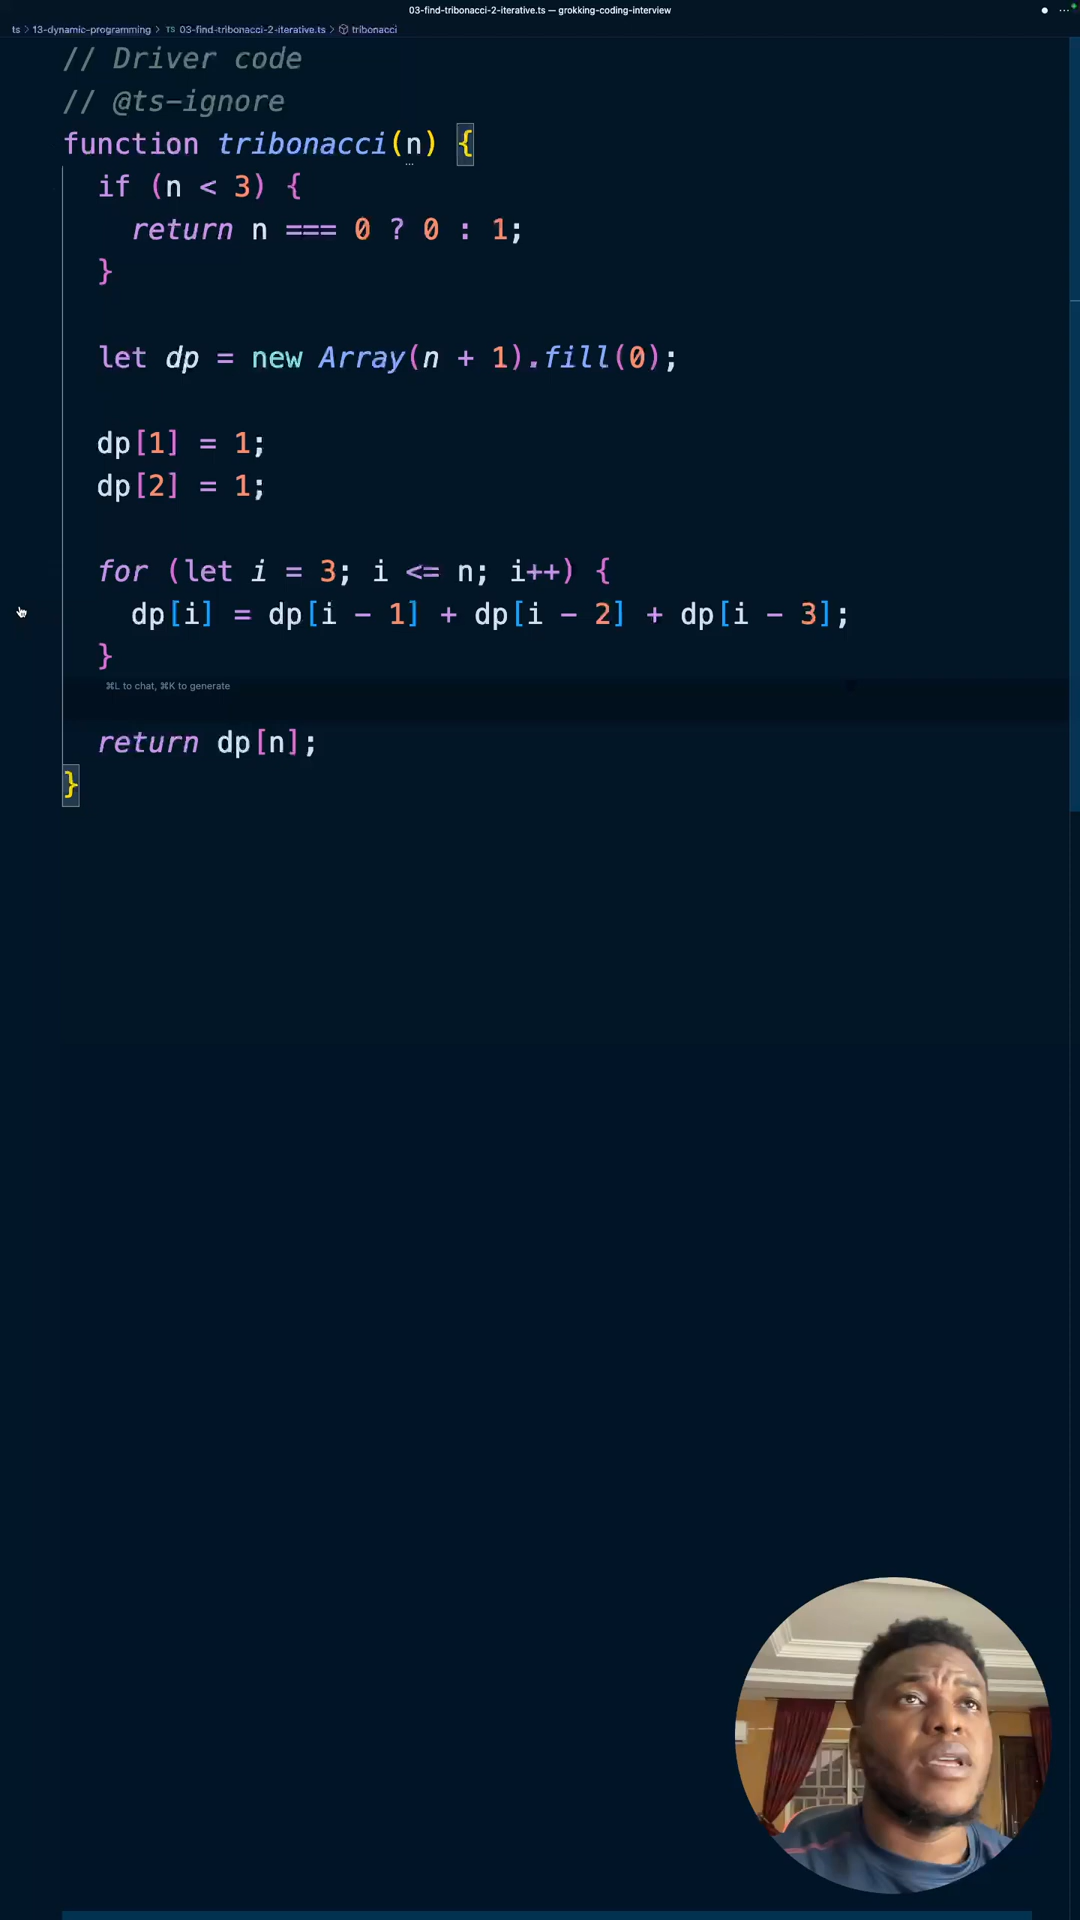 03-find-tribonacci-2-iterative.ts — grokking-coding-interview
ts > 13-dynamic-programming > TS 03-find-tribonacci-2-iterative.ts > tribonacci
// Driver code
// @ts-ignore
function tribonacci(n) {
if (n < 3) {
return n === 0 ? 0 : 1;
}
let dp = new Array(n + 1).fill(0);
dp[1] = 1;
dp[2] = 1;
for (let i = 3; i <= n; i++) {
dp[i] = dp[i - 1] + dp[i - 2] + dp[i - 3];
}
⌘L to chat, ⌘K to generate
return dp[n];
}